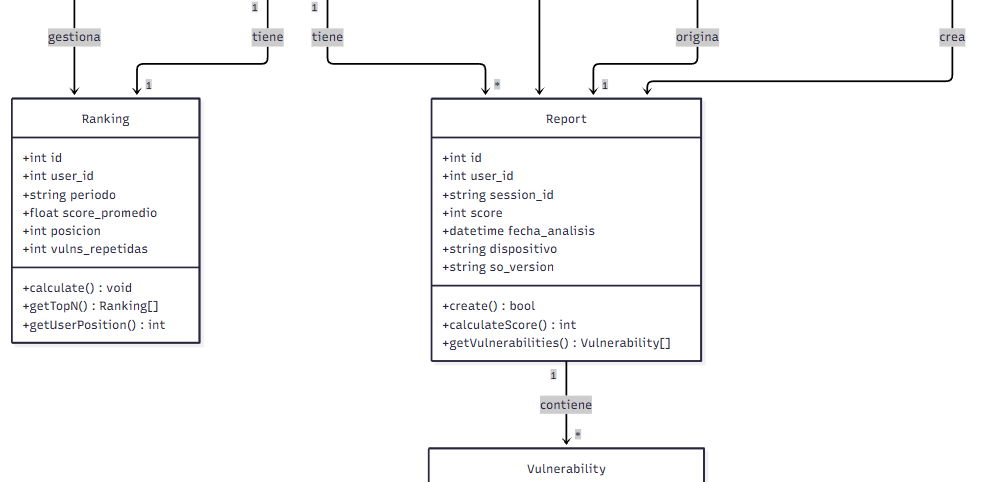 1
1
gestiona
tiene
tiene
origina
crea
1
*
1
Ranking
+int id
+int user_id
+string periodo
+float score_promedio
+int posicion
+int vulns_repetidas
+calculate() : void
+getTopN() : Ranking[]
+getUserPosition() : int
Report
+int id
+int user_id
+string session_id
+int score
+datetime fecha_analisis
+string dispositivo
+string so_version
+create() : bool
+calculateScore() : int
+getVulnerabilities() : Vulnerability[]
1
contiene
*
Vulnerability